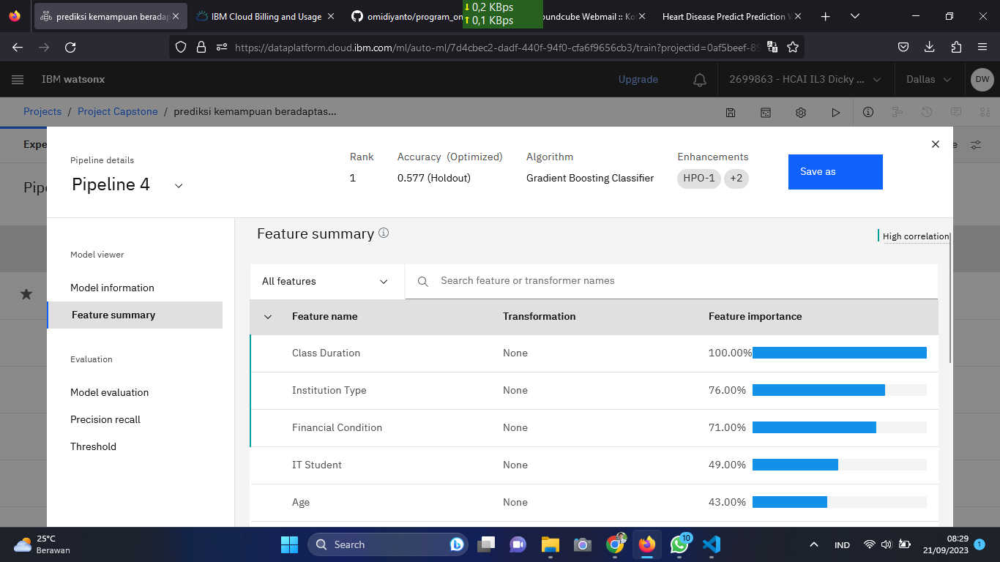 prediksi kemampuan beradap
IBM Cloud Billing and Usage
omidiyanto/program_on
0,2 KBps
0,1 KBps
oundcube Webmail :: Ko
Heart Disease Predict Prediction
https://dataplatform.cloud.ibm.com/ml/auto-ml/7d4cbec2-dadf-440f-94f0-cfa6f9656cb3/train?projectid=0af5beef-89
IBM watsonx
Upgrade
2699863 - HCAI IL3 Dicky ...
Dallas
DW
Projects / Project Capstone / prediksi kemampuan beradaptas...
Expe
Pipe
Pipeline details
Pipeline 4
Rank
1
Accuracy (Optimized)
0.577 (Holdout)
Algorithm
Gradient Boosting Classifier
Enhancements
HPO-1 +2
Save as
Model viewer
Model information
Feature summary
Evaluation
Model evaluation
Precision recall
Threshold
Feature summary
High correlation
All features
Search feature or transformer names
Feature name Transformation Feature importance
Class Duration None 100.00%
Institution Type None 76.00%
Financial Condition None 71.00%
IT Student None 49.00%
Age None 43.00%
25°C
Berawan
Search
10
IND
08:29
21/09/2023
1